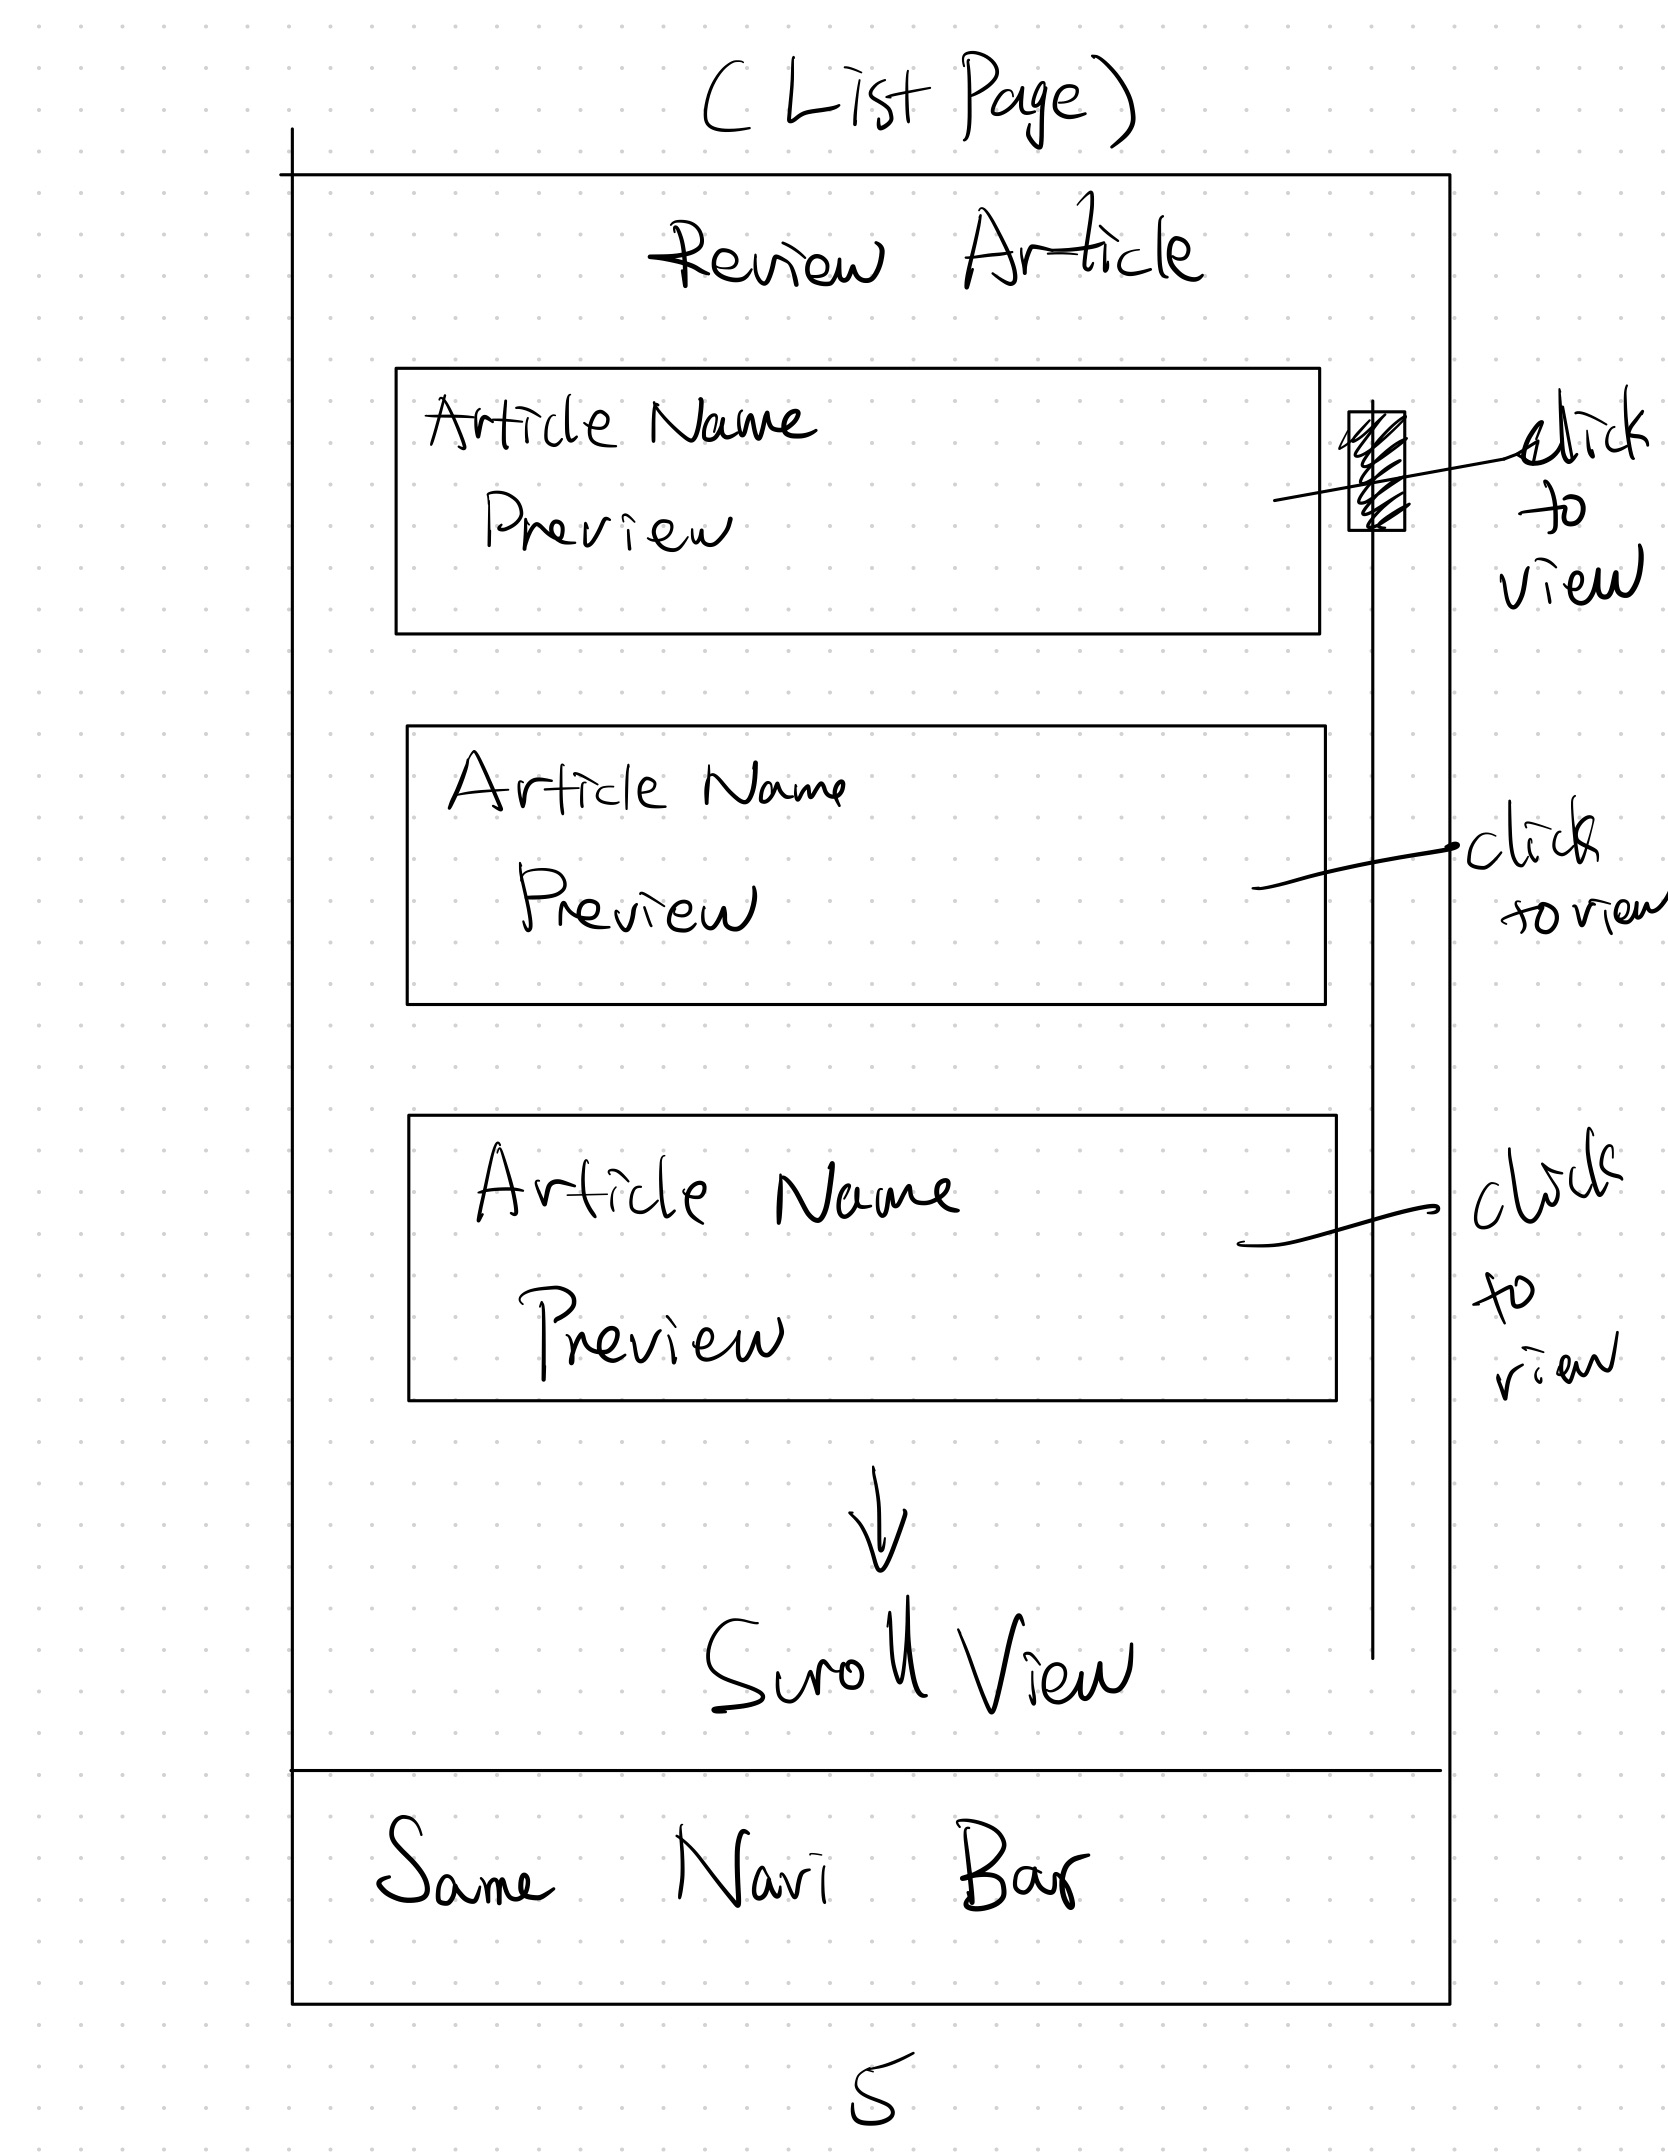 (List Page)
Review Article
Article Name
Preview
click
to
view
Article Name
Preview
click
to view
Article Name
Preview
click
to
view
Scroll View
Same Navi Bar
5